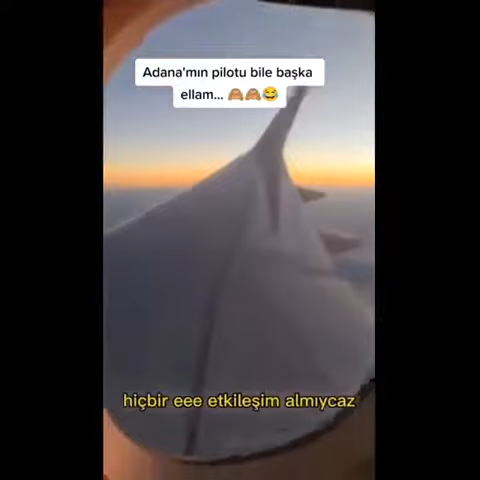 Adana'mın pilotu bile başka
ellam... 🙈🙈😂
hiçbir eee etkileşim almıycaz